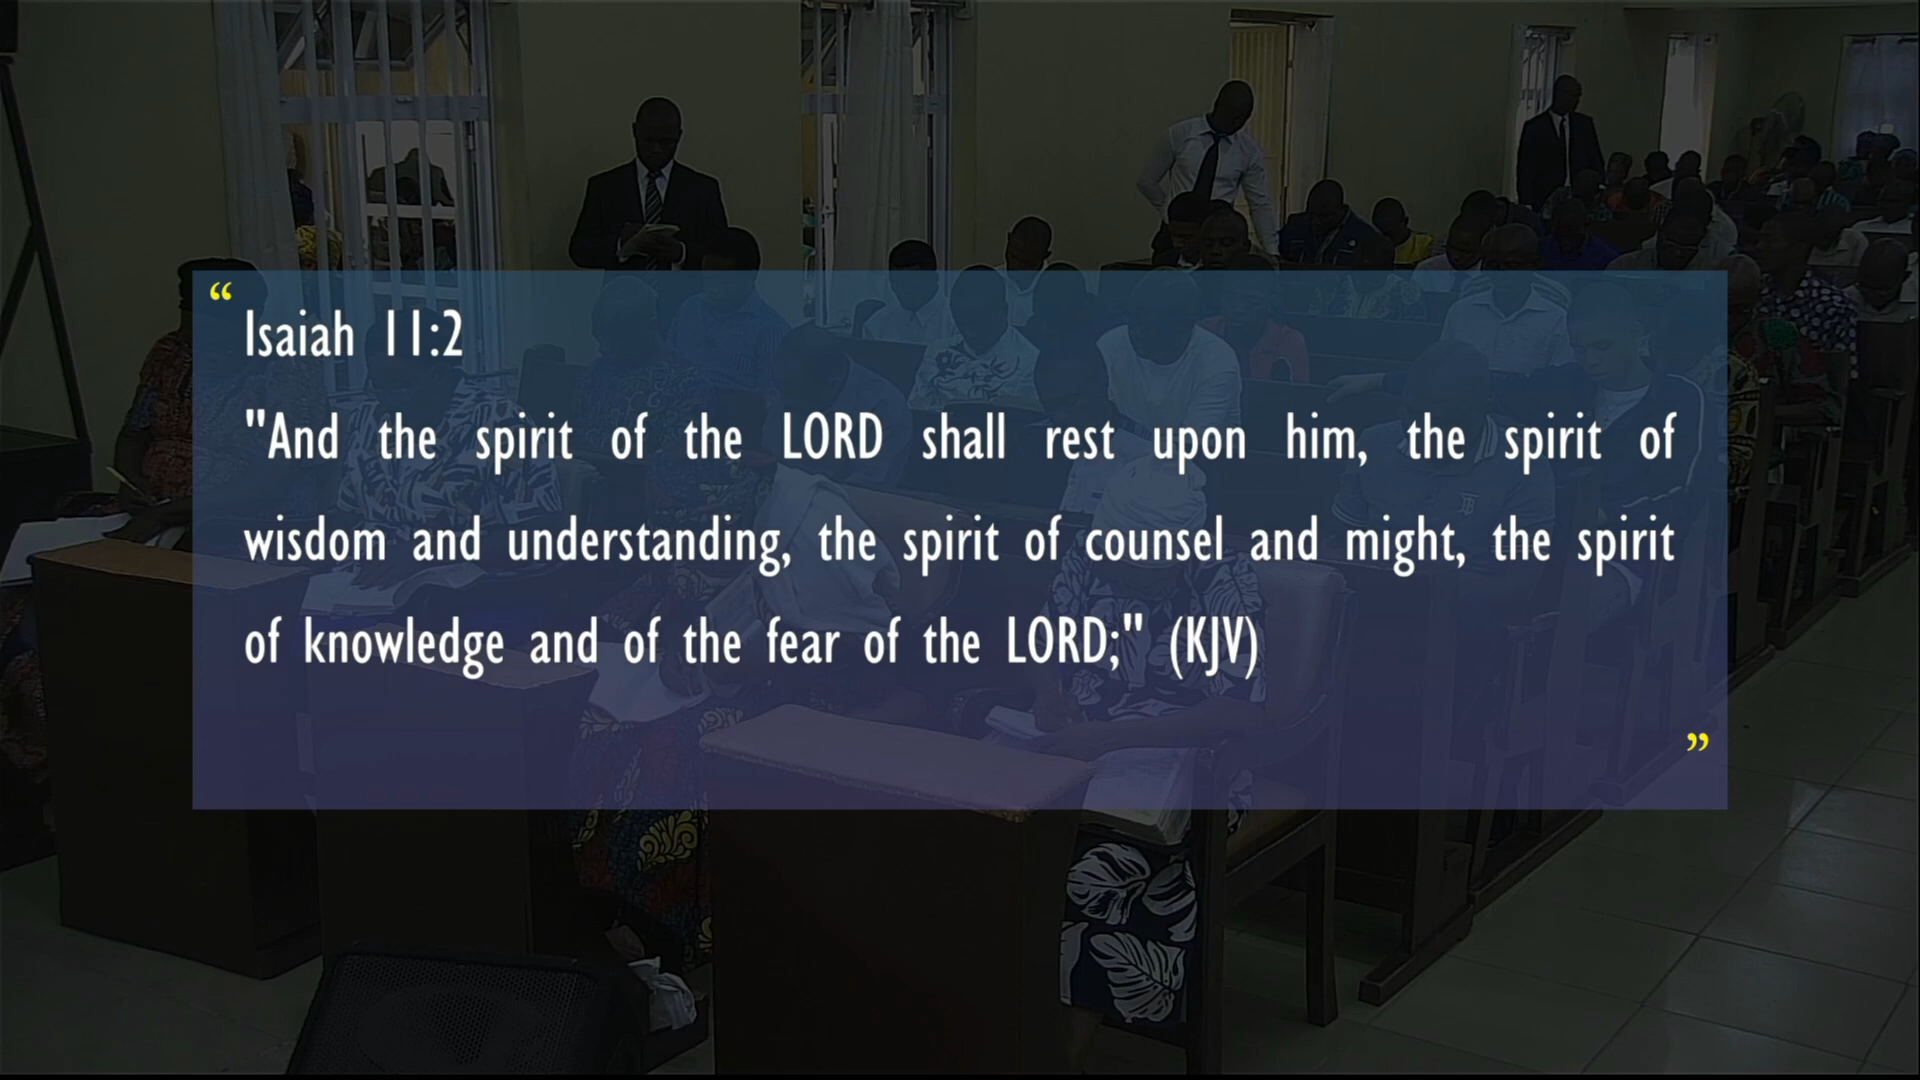 “
Isaiah 11:2
"And the spirit of the LORD shall rest upon him, the spirit of
wisdom and understanding, the spirit of counsel and might, the spirit
of knowledge and of the fear of the LORD;" (KJV)
”